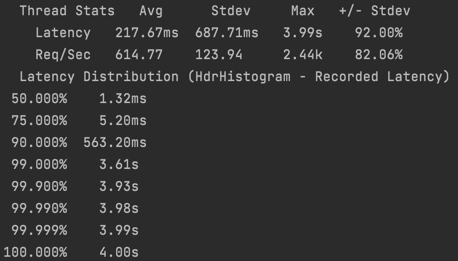 Thread Stats   Avg      Stdev     Max   +/- Stdev
Latency   217.67ms  687.71ms   3.99s    92.00%
Req/Sec   614.77    123.94     2.44k    82.06%
Latency Distribution (HdrHistogram - Recorded Latency)
50.000%    1.32ms
75.000%    5.20ms
90.000%  563.20ms
99.000%    3.61s
99.900%    3.93s
99.990%    3.98s
99.999%    3.99s
100.000%    4.00s